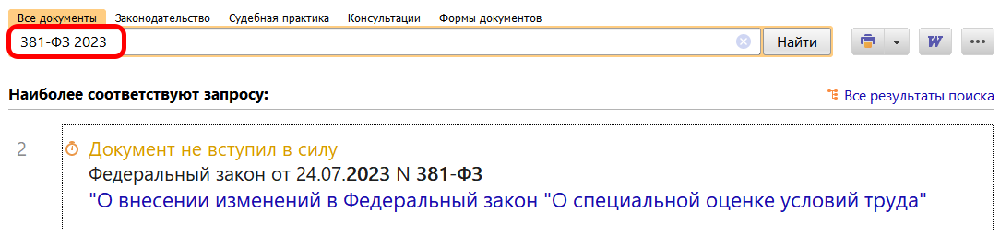 Все документы Законодательство Судебная практика Консультации Формы документов
381-ФЗ 2023 Найти W
Наиболее соответствуют запросу: Все результаты поиска
2 Документ не вступил в силу
Федеральный закон от 24.07.2023 N 381-ФЗ
"О внесении изменений в Федеральный закон "О специальной оценке условий труда"